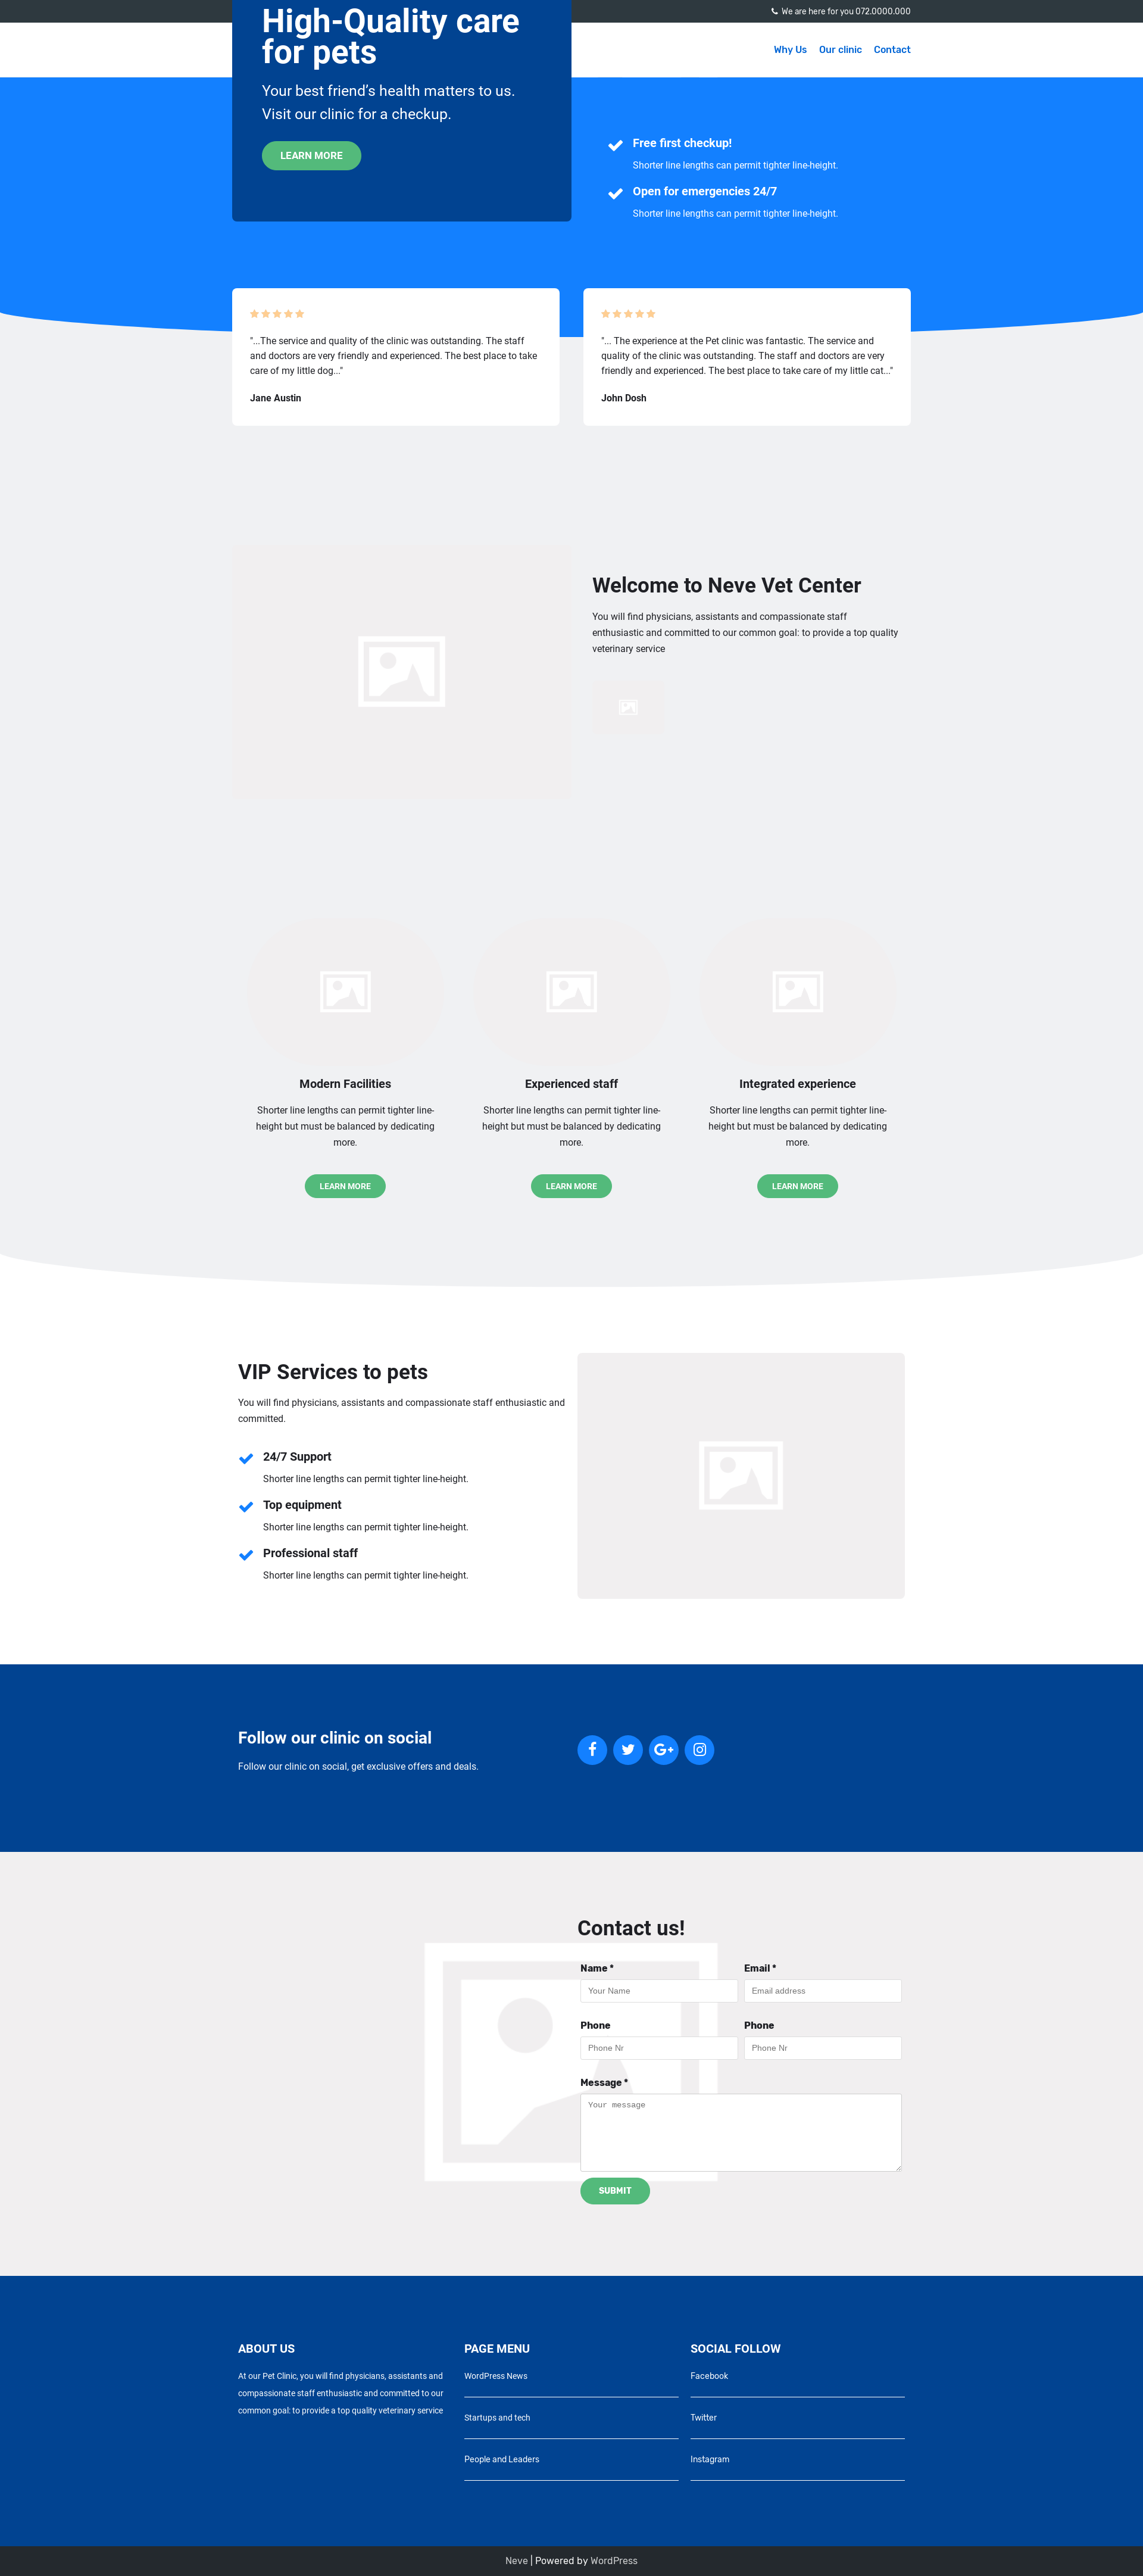 We are here for you 072.0000.000
Why Us
Our clinic
Contact
High-Quality care
for pets
Your best friend’s health matters to us.
Visit our clinic for a checkup.
LEARN MORE
Free first checkup!
Shorter line lengths can permit tighter line-height.
Open for emergencies 24/7
Shorter line lengths can permit tighter line-height.
"...The service and quality of the clinic was outstanding. The staff
and doctors are very friendly and experienced. The best place to take
care of my little dog..."
Jane Austin
"... The experience at the Pet clinic was fantastic. The service and
quality of the clinic was outstanding. The staff and doctors are very
friendly and experienced. The best place to take care of my little cat..."
John Dosh
Welcome to Neve Vet Center
You will find physicians, assistants and compassionate staff
enthusiastic and committed to our common goal: to provide a top quality
veterinary service
Modern Facilities
Shorter line lengths can permit tighter line-
height but must be balanced by dedicating
more.
LEARN MORE
Experienced staff
Shorter line lengths can permit tighter line-
height but must be balanced by dedicating
more.
LEARN MORE
Integrated experience
Shorter line lengths can permit tighter line-
height but must be balanced by dedicating
more.
LEARN MORE
VIP Services to pets
You will find physicians, assistants and compassionate staff enthusiastic and
committed.
24/7 Support
Shorter line lengths can permit tighter line-height.
Top equipment
Shorter line lengths can permit tighter line-height.
Professional staff
Shorter line lengths can permit tighter line-height.
Follow our clinic on social
Follow our clinic on social, get exclusive offers and deals.
Contact us!
Name *
Your Name
Email *
Email address
Phone
Phone Nr
Phone
Phone Nr
Message *
Your message
SUBMIT
ABOUT US
At our Pet Clinic, you will find physicians, assistants and
compassionate staff enthusiastic and committed to our
common goal: to provide a top quality veterinary service
PAGE MENU
WordPress News
Startups and tech
People and Leaders
SOCIAL FOLLOW
Facebook
Twitter
Instagram
Neve | Powered by WordPress